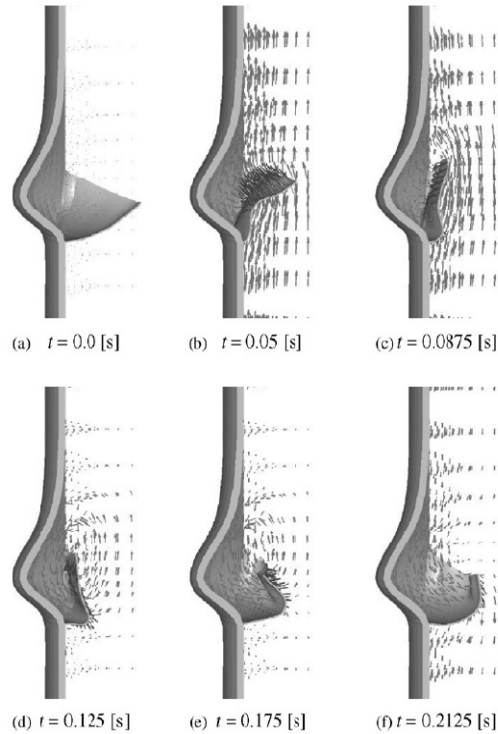 (a) t = 0.0 [s]
(b) t = 0.05 [s]
(c) t = 0.0875 [s]
(d) t = 0.125 [s]
(e) t = 0.175 [s]
(f) t = 0.2125 [s]